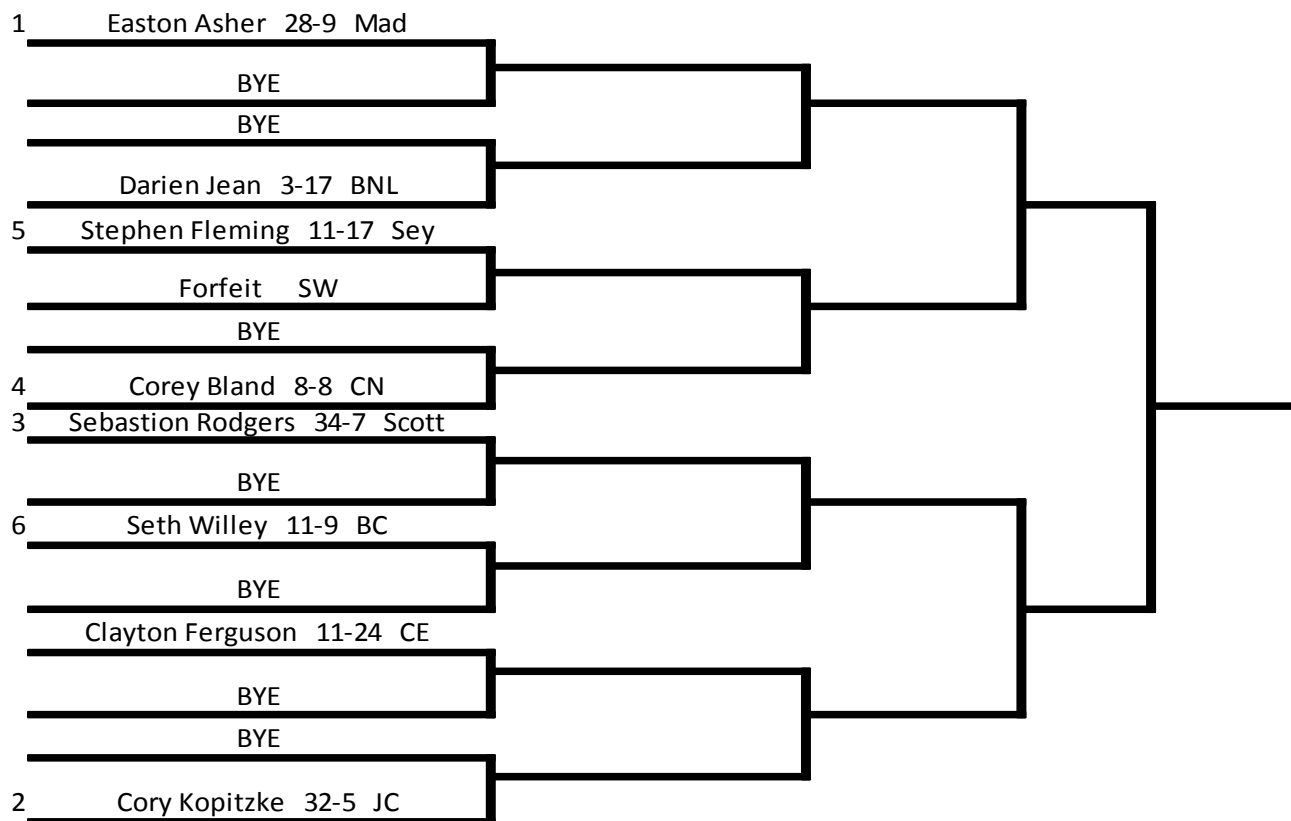 1 Easton Asher 28-9 Mad
BYE
BYE
Darien Jean 3-17 BNL
5 Stephen Fleming 11-17 Sey
Forfeit SW
BYE
4 Corey Bland 8-8 CN
3 Sebastion Rodgers 34-7 Scott
BYE
6 Seth Willey 11-9 BC
BYE
Clayton Ferguson 11-24 CE
BYE
BYE
2 Cory Kopitzke 32-5 JC